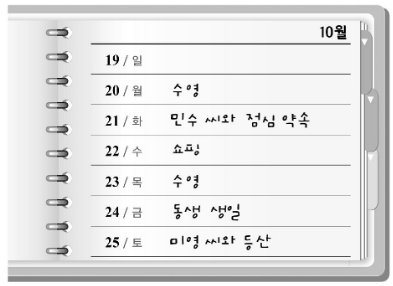 10월
19 / 일
20 / 월 수영
21 / 화 민수 씨와 점심 약속
22 / 수 쇼핑
23 / 목 수영
24 / 금 동생 생일
25 / 토 미영 씨와 등산